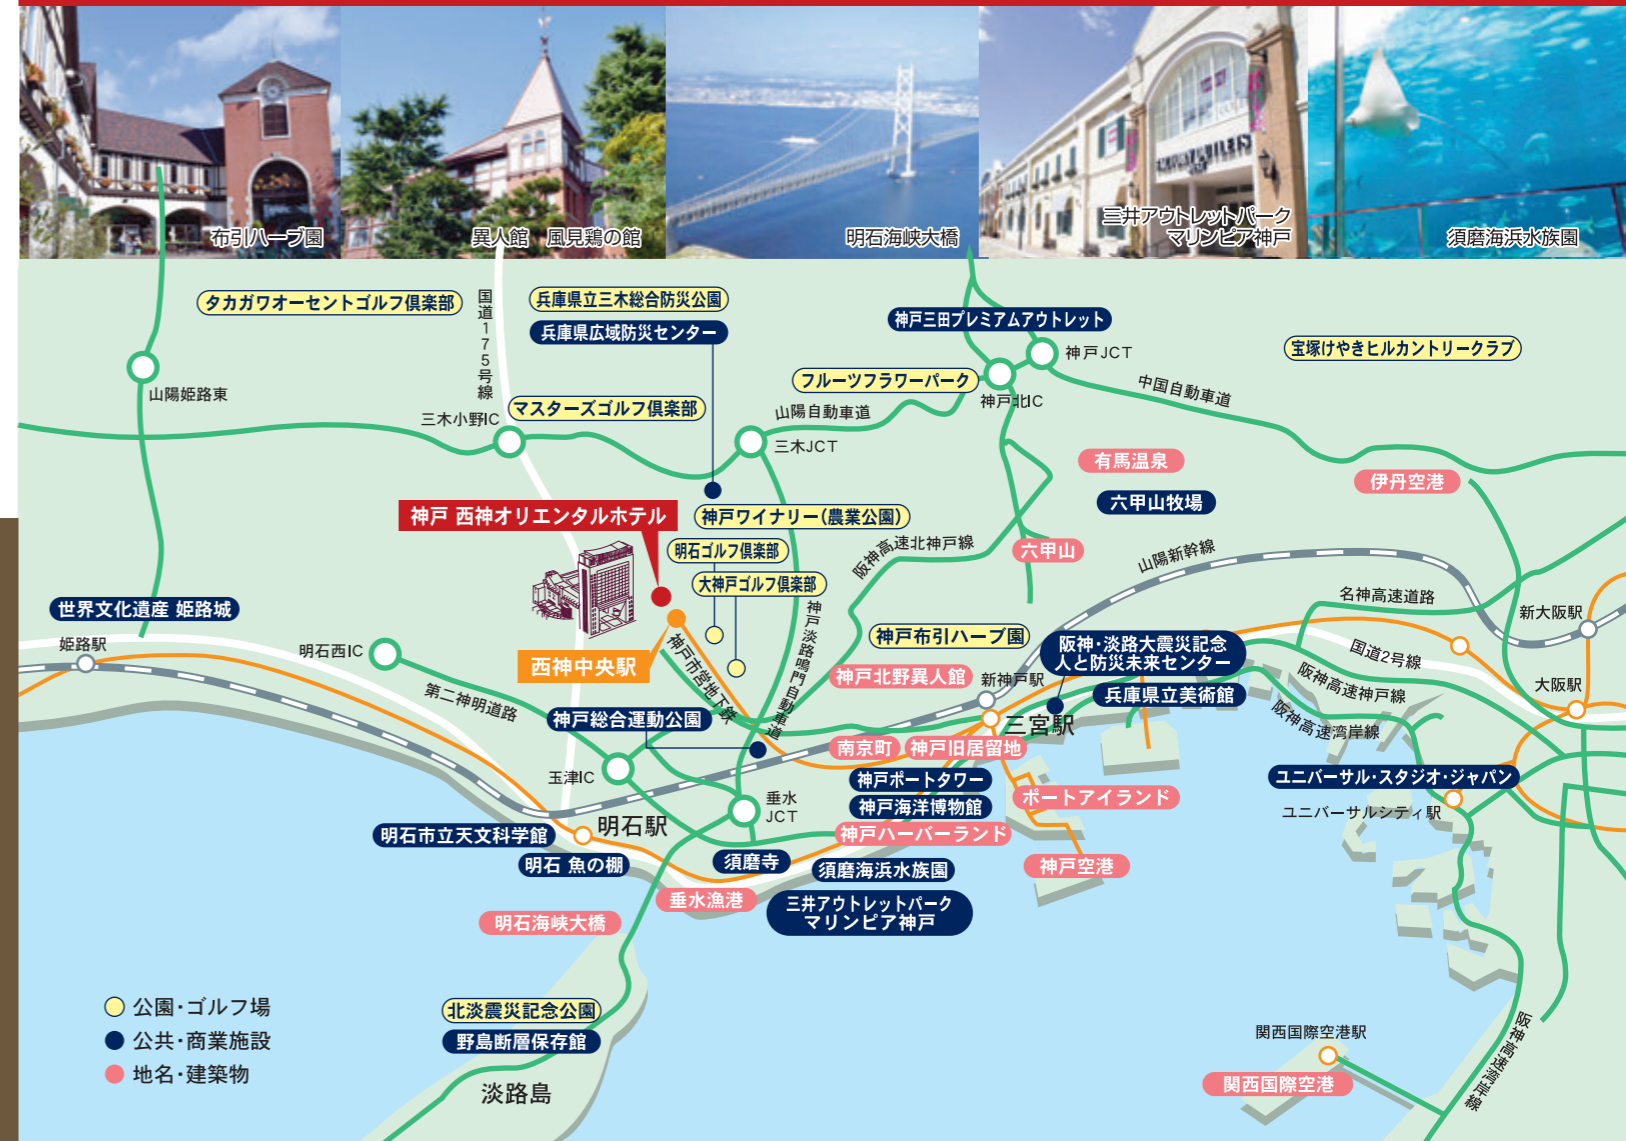 布引ハーブ園
異人館　風見鶏の館
明石海峡大橋
FACTORY OUTLETS
三井アウトレットパーク
マリンピア神戸
須磨海浜水族園
タカガワオーセントゴルフ倶楽部
国道175号線
兵庫県立三木総合防災公園
兵庫県広域防災センター
神戸三田プレミアムアウトレット
神戸JCT
宝塚けやきヒルカントリークラブ
山陽姫路東
フルーツフラワーパーク
神戸北IC
中国自動車道
三木小野IC
マスターズゴルフ倶楽部
山陽自動車道
三木JCT
有馬温泉
伊丹空港
六甲山牧場
神戸 西神オリエンタルホテル
神戸ワイナリー(農業公園)
明石ゴルフ倶楽部
大神戸ゴルフ倶楽部
阪神高速北神戸線
六甲山
山陽新幹線
名神高速道路
新大阪駅
世界文化遺産 姫路城
姫路駅
明石西IC
西神中央駅
神戸市営地下鉄
神戸淡路鳴門自動車道
神戸布引ハーブ園
阪神・淡路大震災記念
人と防災未来センター
国道2号線
神戸北野異人館
新神戸駅
兵庫県立美術館
阪神高速神戸線
大阪駅
第二神明道路
神戸総合運動公園
三宮駅
阪神高速湾岸線
南京町
神戸旧居留地
玉津IC
神戸ポートタワー
ユニバーサル・スタジオ・ジャパン
垂水
JCT
神戸海洋博物館
ポートアイランド
ユニバーサルシティ駅
明石市立天文科学館
明石駅
神戸ハーバーランド
明石 魚の棚
須磨寺
須磨海浜水族園
神戸空港
垂水漁港
三井アウトレットパーク
マリンピア神戸
明石海峡大橋
公園・ゴルフ場
公共・商業施設
地名・建築物
北淡震災記念公園
野島断層保存館
淡路島
関西国際空港駅
関西国際空港
阪神高速湾岸線